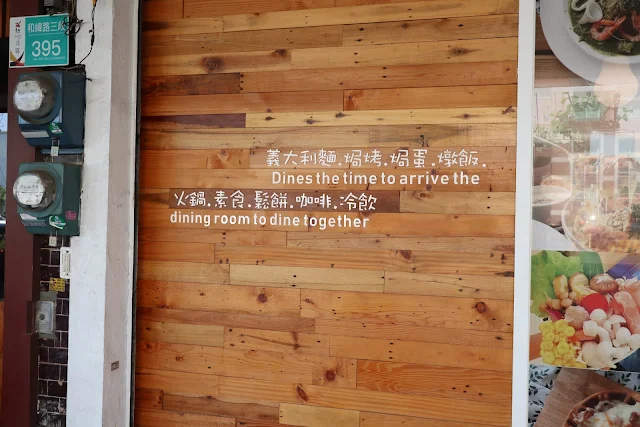 和緯路三段
395
義大利麵.焗烤.焗蛋.燉飯.
Dines the time to arrive the
火鍋.素食.鬆餅.咖啡.冷飲
dining room to dine together